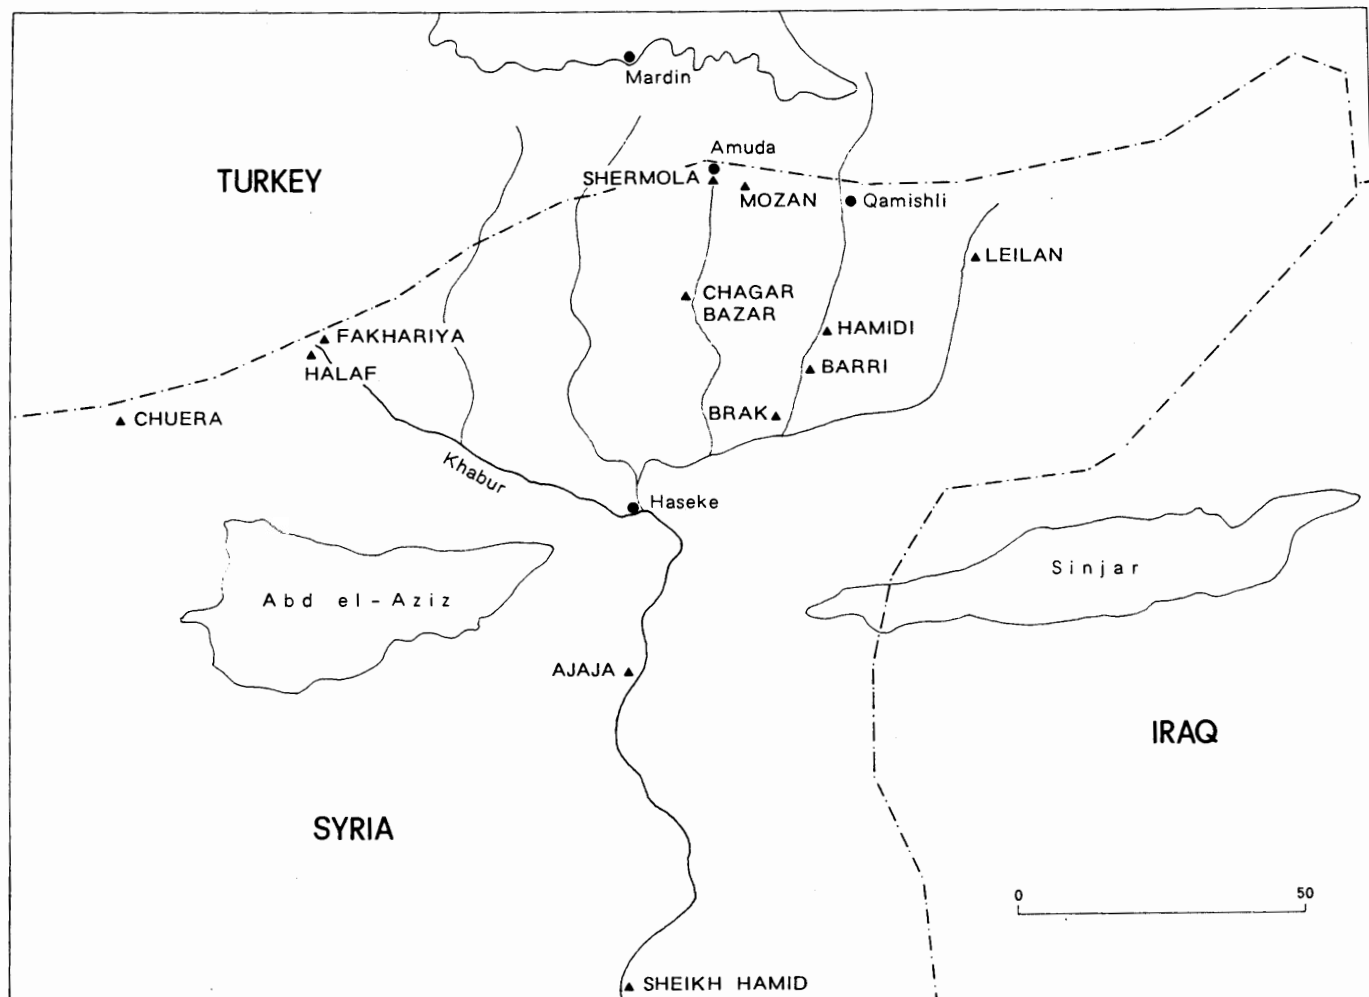 Mardin
Amuda
TURKEY
SHERMOLA
MOZAN
Qamishli
LEILAN
CHAGAR
BAZAR
FAKHARIYA
HAMIDI
HALAF
BARRI
CHUERA
BRAK
Khabur
Haseke
Sinjar
Abd el-Aziz
AJAJA
IRAQ
SYRIA
0 50
SHEIKH HAMID